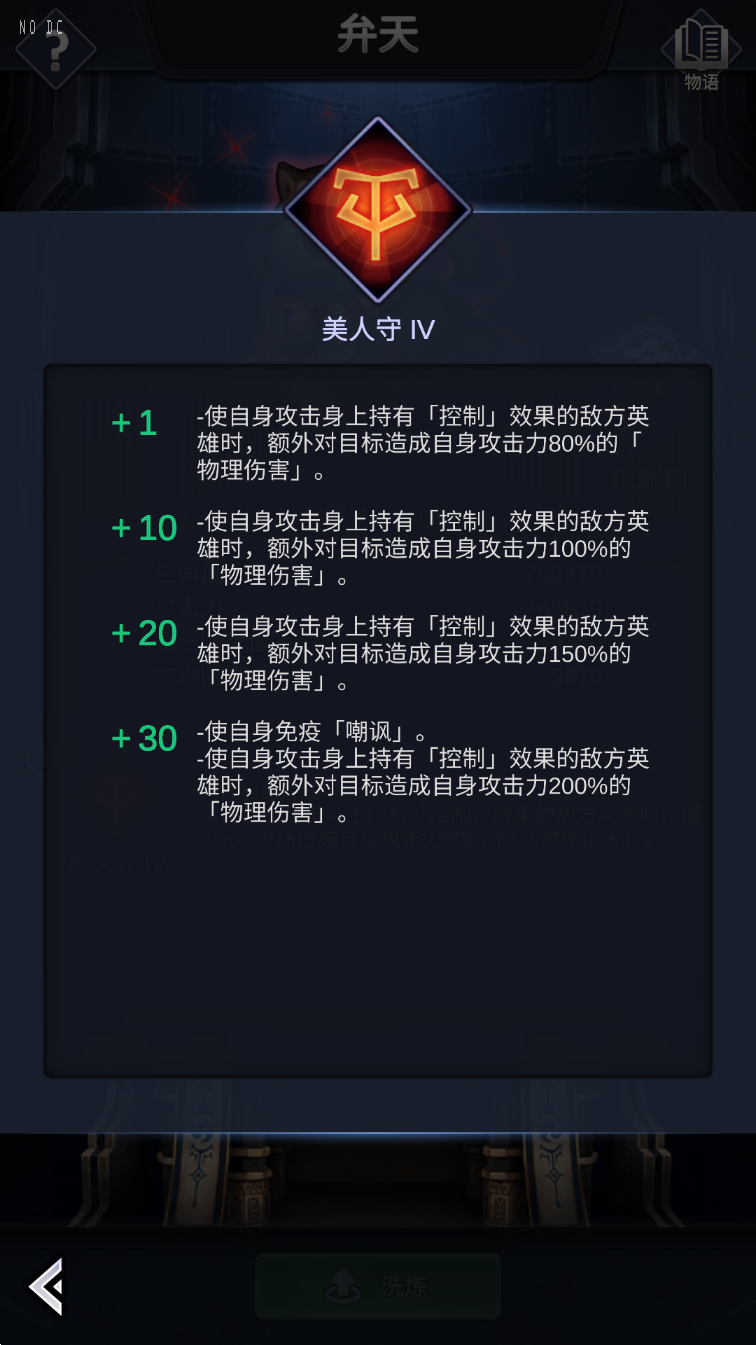 NO DC
弁天
物语
美人守 IV
+1
-使自身攻击身上持有「控制」效果的敌方英
雄时，额外对目标造成自身攻击力80%的「
物理伤害」。
+10
-使自身攻击身上持有「控制」效果的敌方英
雄时，额外对目标造成自身攻击力100%的
「物理伤害」。
+20
-使自身攻击身上持有「控制」效果的敌方英
雄时，额外对目标造成自身攻击力150%的
「物理伤害」。
+30
-使自身免疫「嘲讽」。
-使自身攻击身上持有「控制」效果的敌方英
雄时，额外对目标造成自身攻击力200%的
「物理伤害」。
洗炼